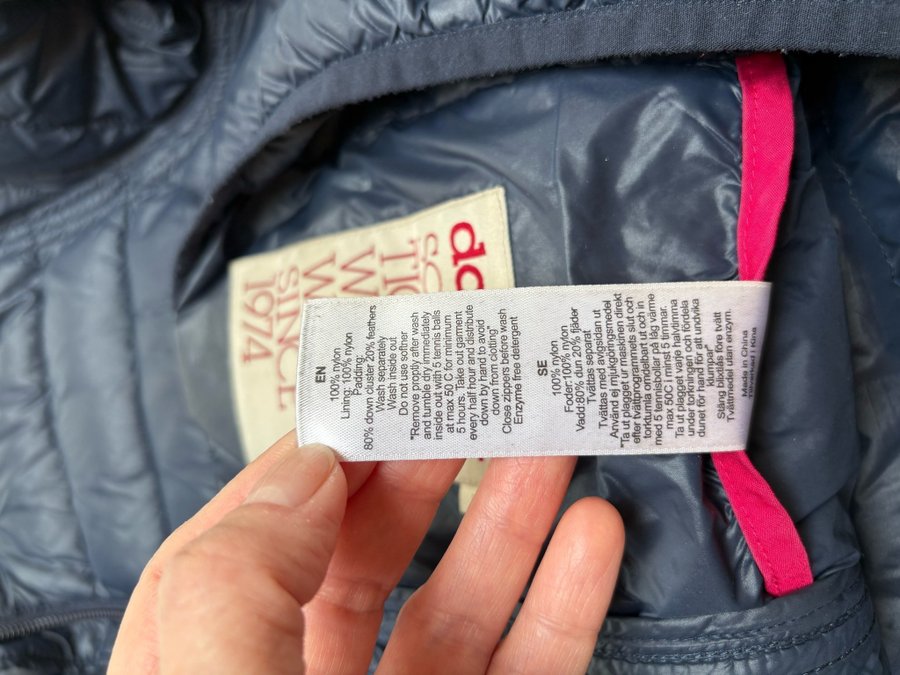 EN
100% nylon
Lining: 100% nylon
Padding:
80% down cluster 20% feathers
Wash separately
Wash inside out
Do not use softner
"Remove proptly after wash
and tumble dry immediately
inside out with 5 tennis balls
at max 50 C for minimum
5 hours. Take out garment
every half hour and distribute
down by hand to avoid
down from clotting"
Close zippers before wash
Enzyme free detergent
SE
100% nylon
Foder:100% nylon
Vadd:80% dun 20% fjäder
Tvättas separat
Tvättas med avigsidan ut
Använd ej mjukgöringsmedel
"Ta ut plagget ur maskinen direkt
efter tvättprogrammets slut och
torktumla omedelbart ut och in
med 5 tennisbollar på låg värme
max 50C i minst 5 timmar.
Ta ut plagget varje halvtimma
under torkningen och fördela
dunet för hand för att undvika
klumpar"
Stäng blixtlås före tvätt
Tvättmedel utan enzym.
Made in China
Tillverkad i Kina
SINCE
1974